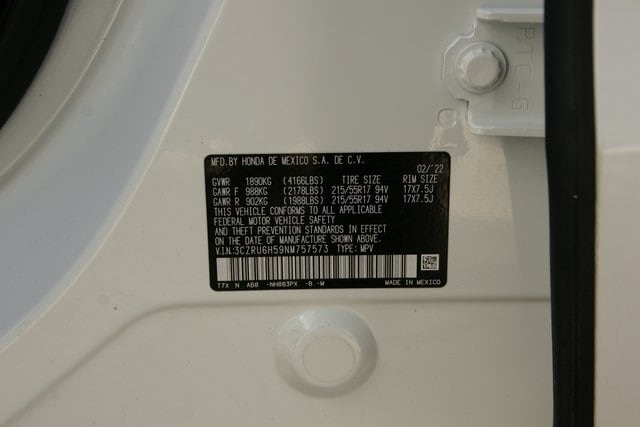 PTC-G
MFD.BY HONDA DE MEXICO S.A. DE C.V.
02/'22
GVWR 1890KG (4166LBS) TIRE SIZE RIM SIZE
GAWR F 988KG (2178LBS) 215/55R17 94V 17X7.5J
GAWR R 902KG (1988LBS) 215/55R17 94V 17X7.5J
THIS VEHICLE CONFORMS TO ALL APPLICABLE
FEDERAL MOTOR VEHICLE SAFETY
AND THEFT PREVENTION STANDARDS IN EFFECT
ON THE DATE OF MANUFACTURE SHOWN ABOVE.
V.I.N:3CZRU6H59NM757573 TYPE: MPV
T7X N AB8 -NH883PX -B -M MADE IN MEXICO